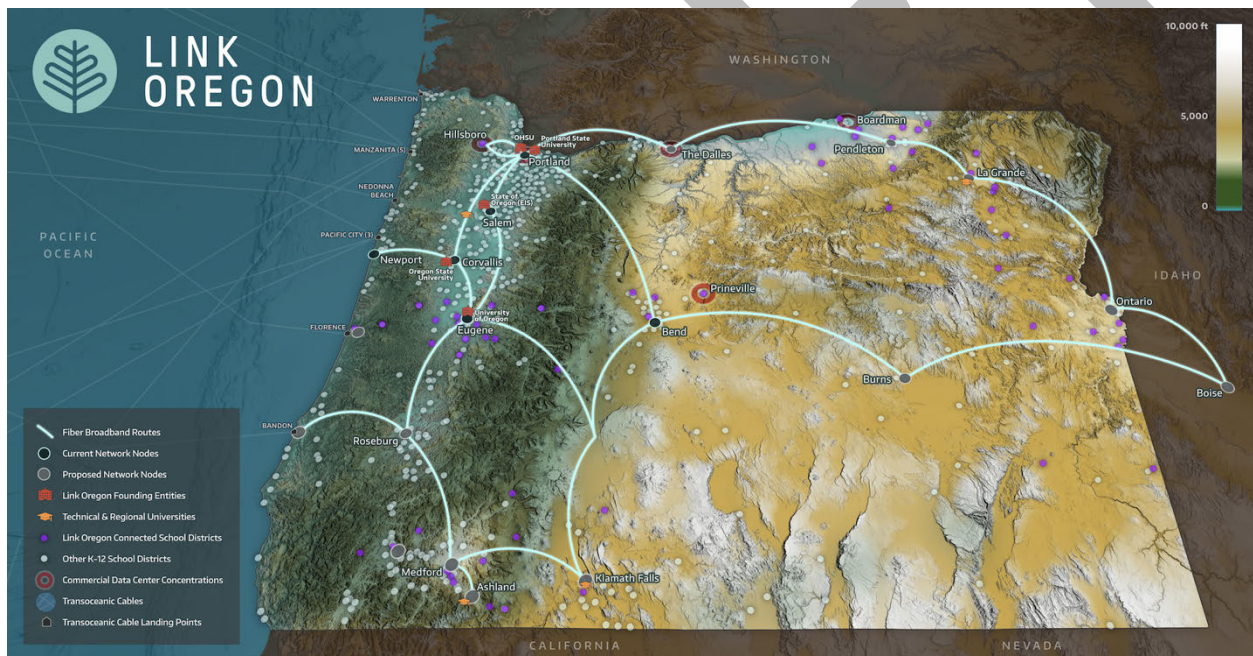 LINK
OREGON
10,000 ft
5,000
0
WASHINGTON
WARRENTON
MANZANITA (5)
NEDONNA
BEACH
PACIFIC CITY (3)
PACIFIC
OCEAN
FLORENCE
BANDON
Hillsboro
OHSU
Portland State
University
Portland
The Dalles
Boardman
Pendleton
La Grande
State of
Oregon (EIS)
Salem
Newport
Corvallis
Oregon State
University
University
of Oregon
Eugene
Prineville
Bend
Burns
Ontario
IDAHO
Boise
Roseburg
Medford
Ashland
Klamath Falls
Fiber Broadband Routes
Current Network Nodes
Proposed Network Nodes
Link Oregon Founding Entities
Technical & Regional Universities
Link Oregon Connected School Districts
Other K-12 School Districts
Commercial Data Center Concentrations
Transoceanic Cables
Transoceanic Cable Landing Points
CALIFORNIA
NEVADA